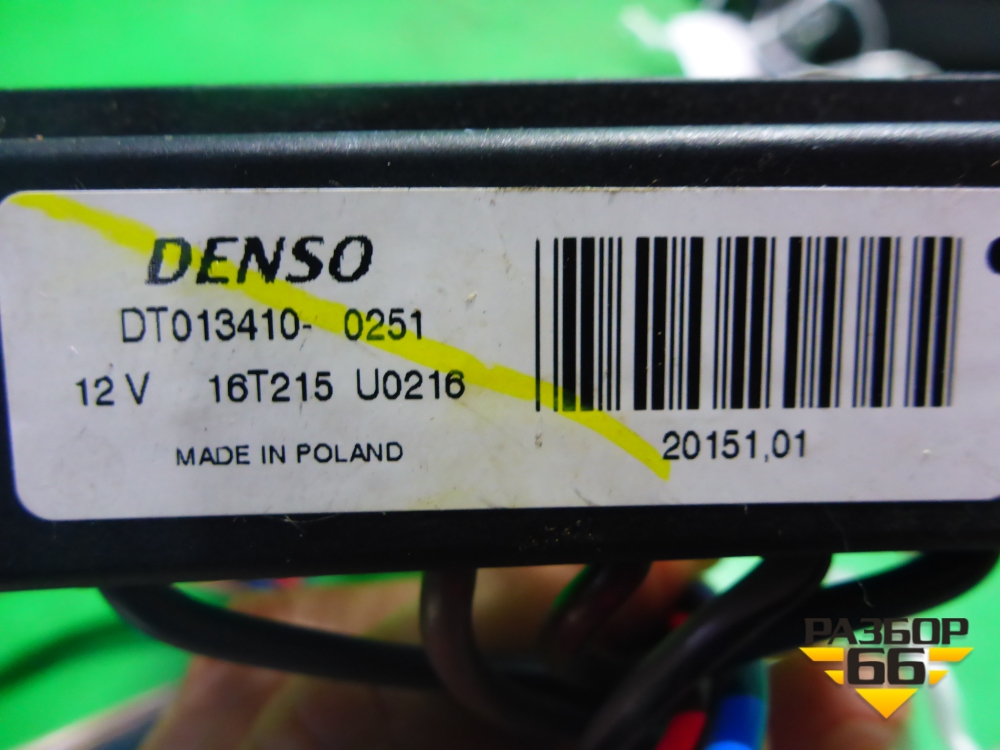 DENSO
DT013410- 0251
12 V 16T215 U0216
MADE IN POLAND
20151,01
РАЗБОР
66